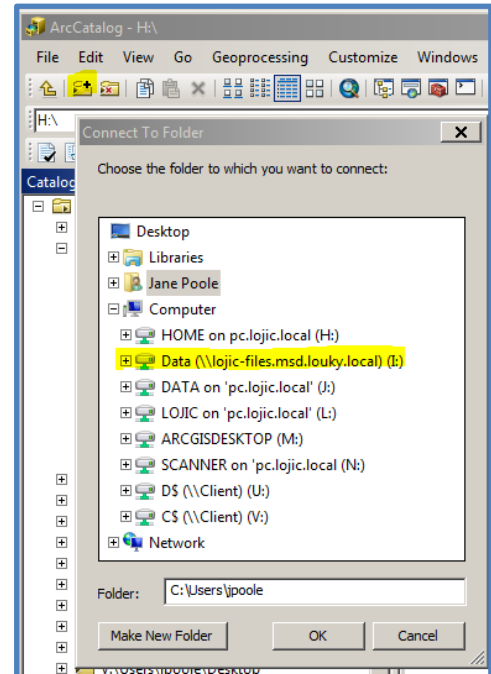 ArcCatalog - H:\
File Edit View Go Geoprocessing Customize Windows
H:\
Connect To Folder
Catalog
Choose the folder to which you want to connect:
Desktop
Libraries
Jane Poole
Computer
HOME on pc.lojic.local (H:)
Data (\\lojic-files.msd.louky.local) (I:)
DATA on 'pc.lojic.local' (J:)
LOJIC on 'pc.lojic.local' (L:)
ARCGISDESKTOP (M:)
SCANNER on 'pc.lojic.local (N:)
D$ (\\Client) (U:)
C$ (\\Client) (V:)
Network
Folder: C:\Users\jpoole
Make New Folder OK Cancel
V:\Users\jpoole\Desktop